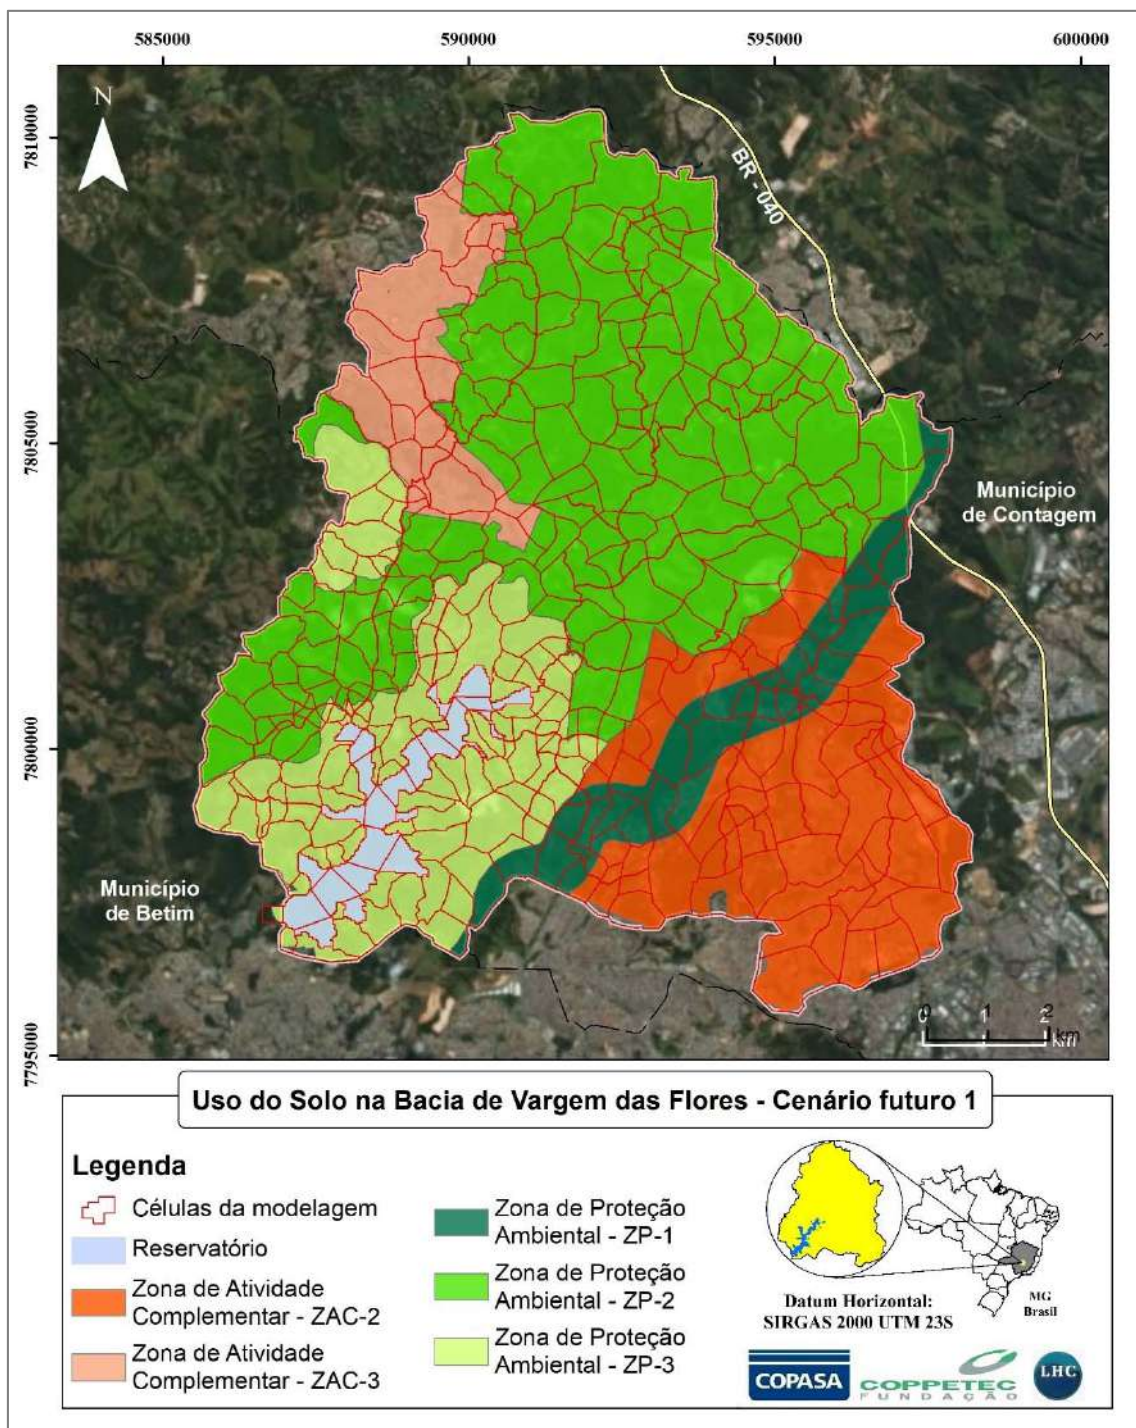 585000
590000
595000
600000
N
7810000
BR - 040
7805000
Município
de Contagem
7800000
Município
de Betim
7795000
0 1 2
km
km
Uso do Solo na Bacia de Vargem das Flores - Cenário futuro 1
Legenda
Células da modelagem
Reservatório
Zona de Atividade
Complementar - ZAC-2
Zona de Atividade
Complementar - ZAC-3
Zona de Proteção
Ambiental - ZP-1
Zona de Proteção
Ambiental - ZP-2
Zona de Proteção
Ambiental - ZP-3
MG
Brasil
Datum Horizontal:
SIRGAS 2000 UTM 23S
COPASA
COPPETEC
FUNDAÇÃO
LHC